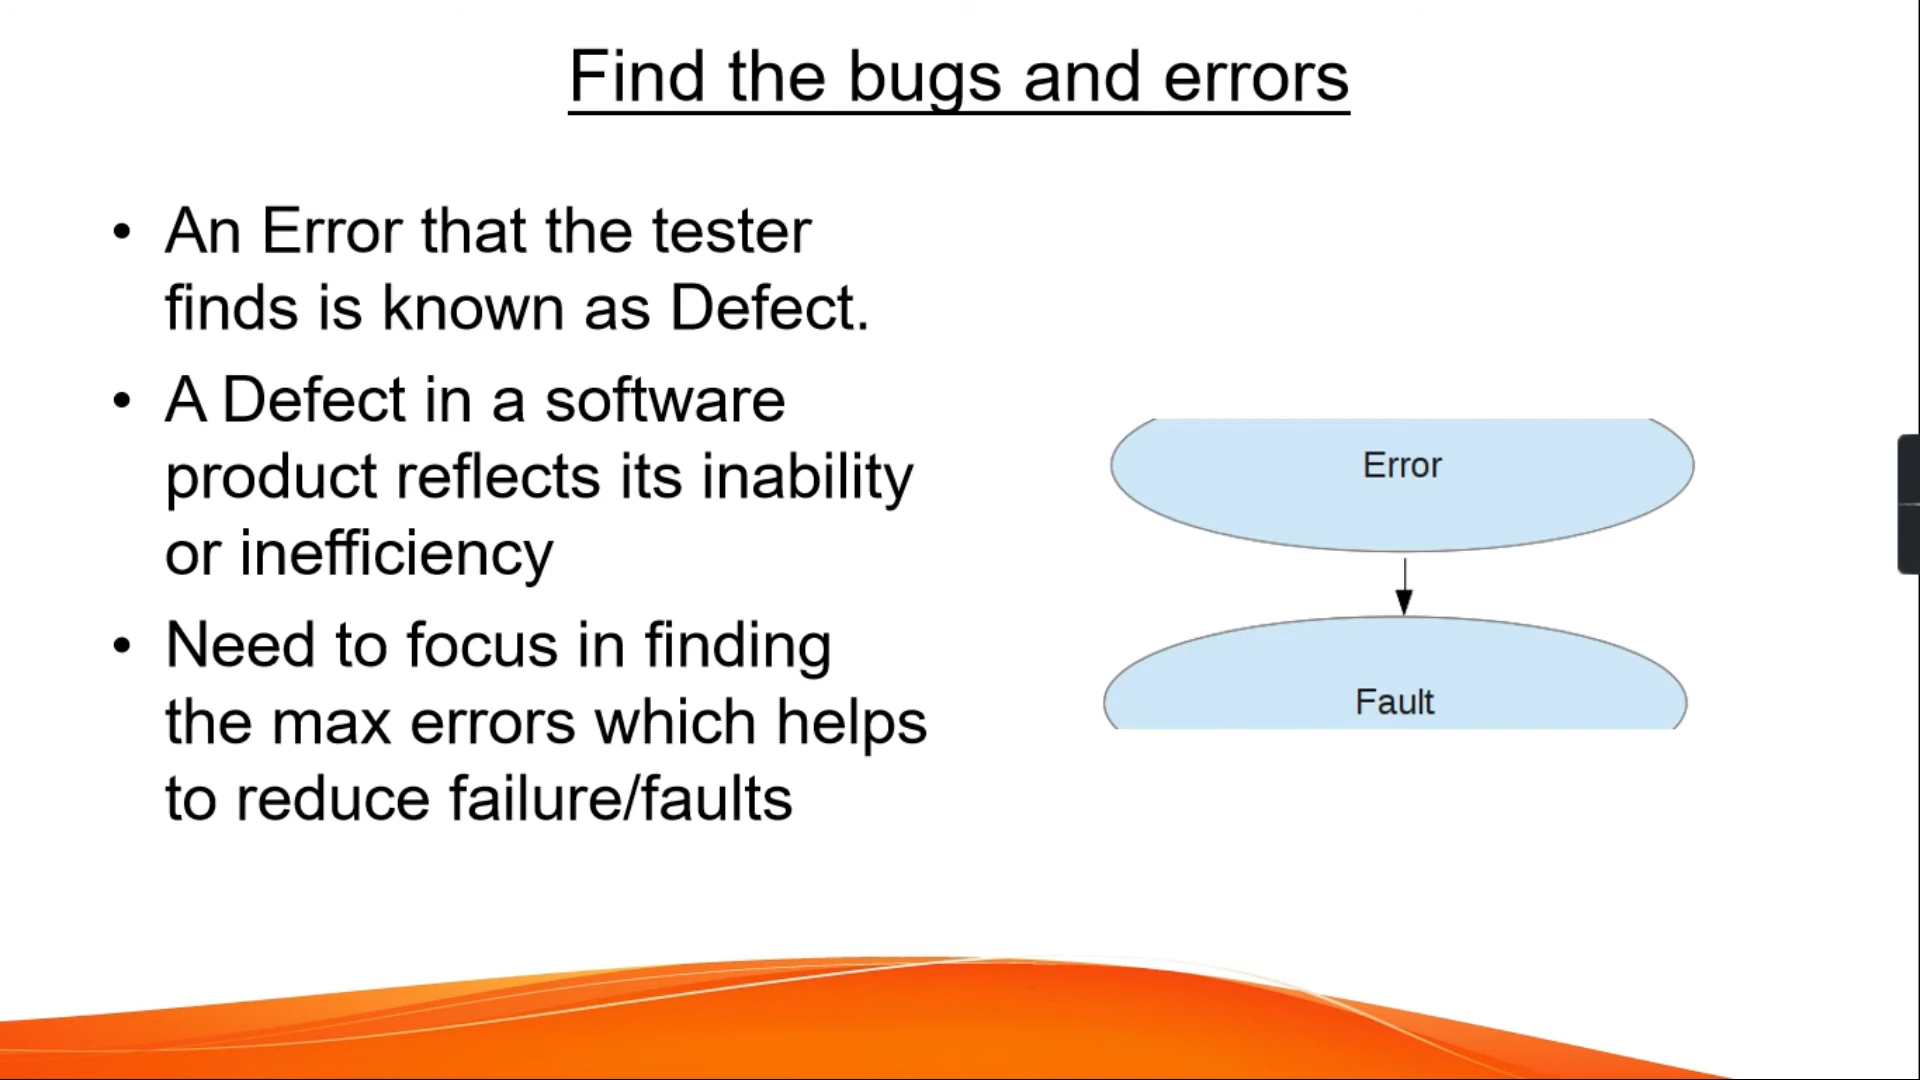 Find the bugs and errors
• An Error that the tester
finds is known as Defect.
• A Defect in a software
product reflects its inability
or inefficiency
• Need to focus in finding
the max errors which helps
to reduce failure/faults
Error
Fault